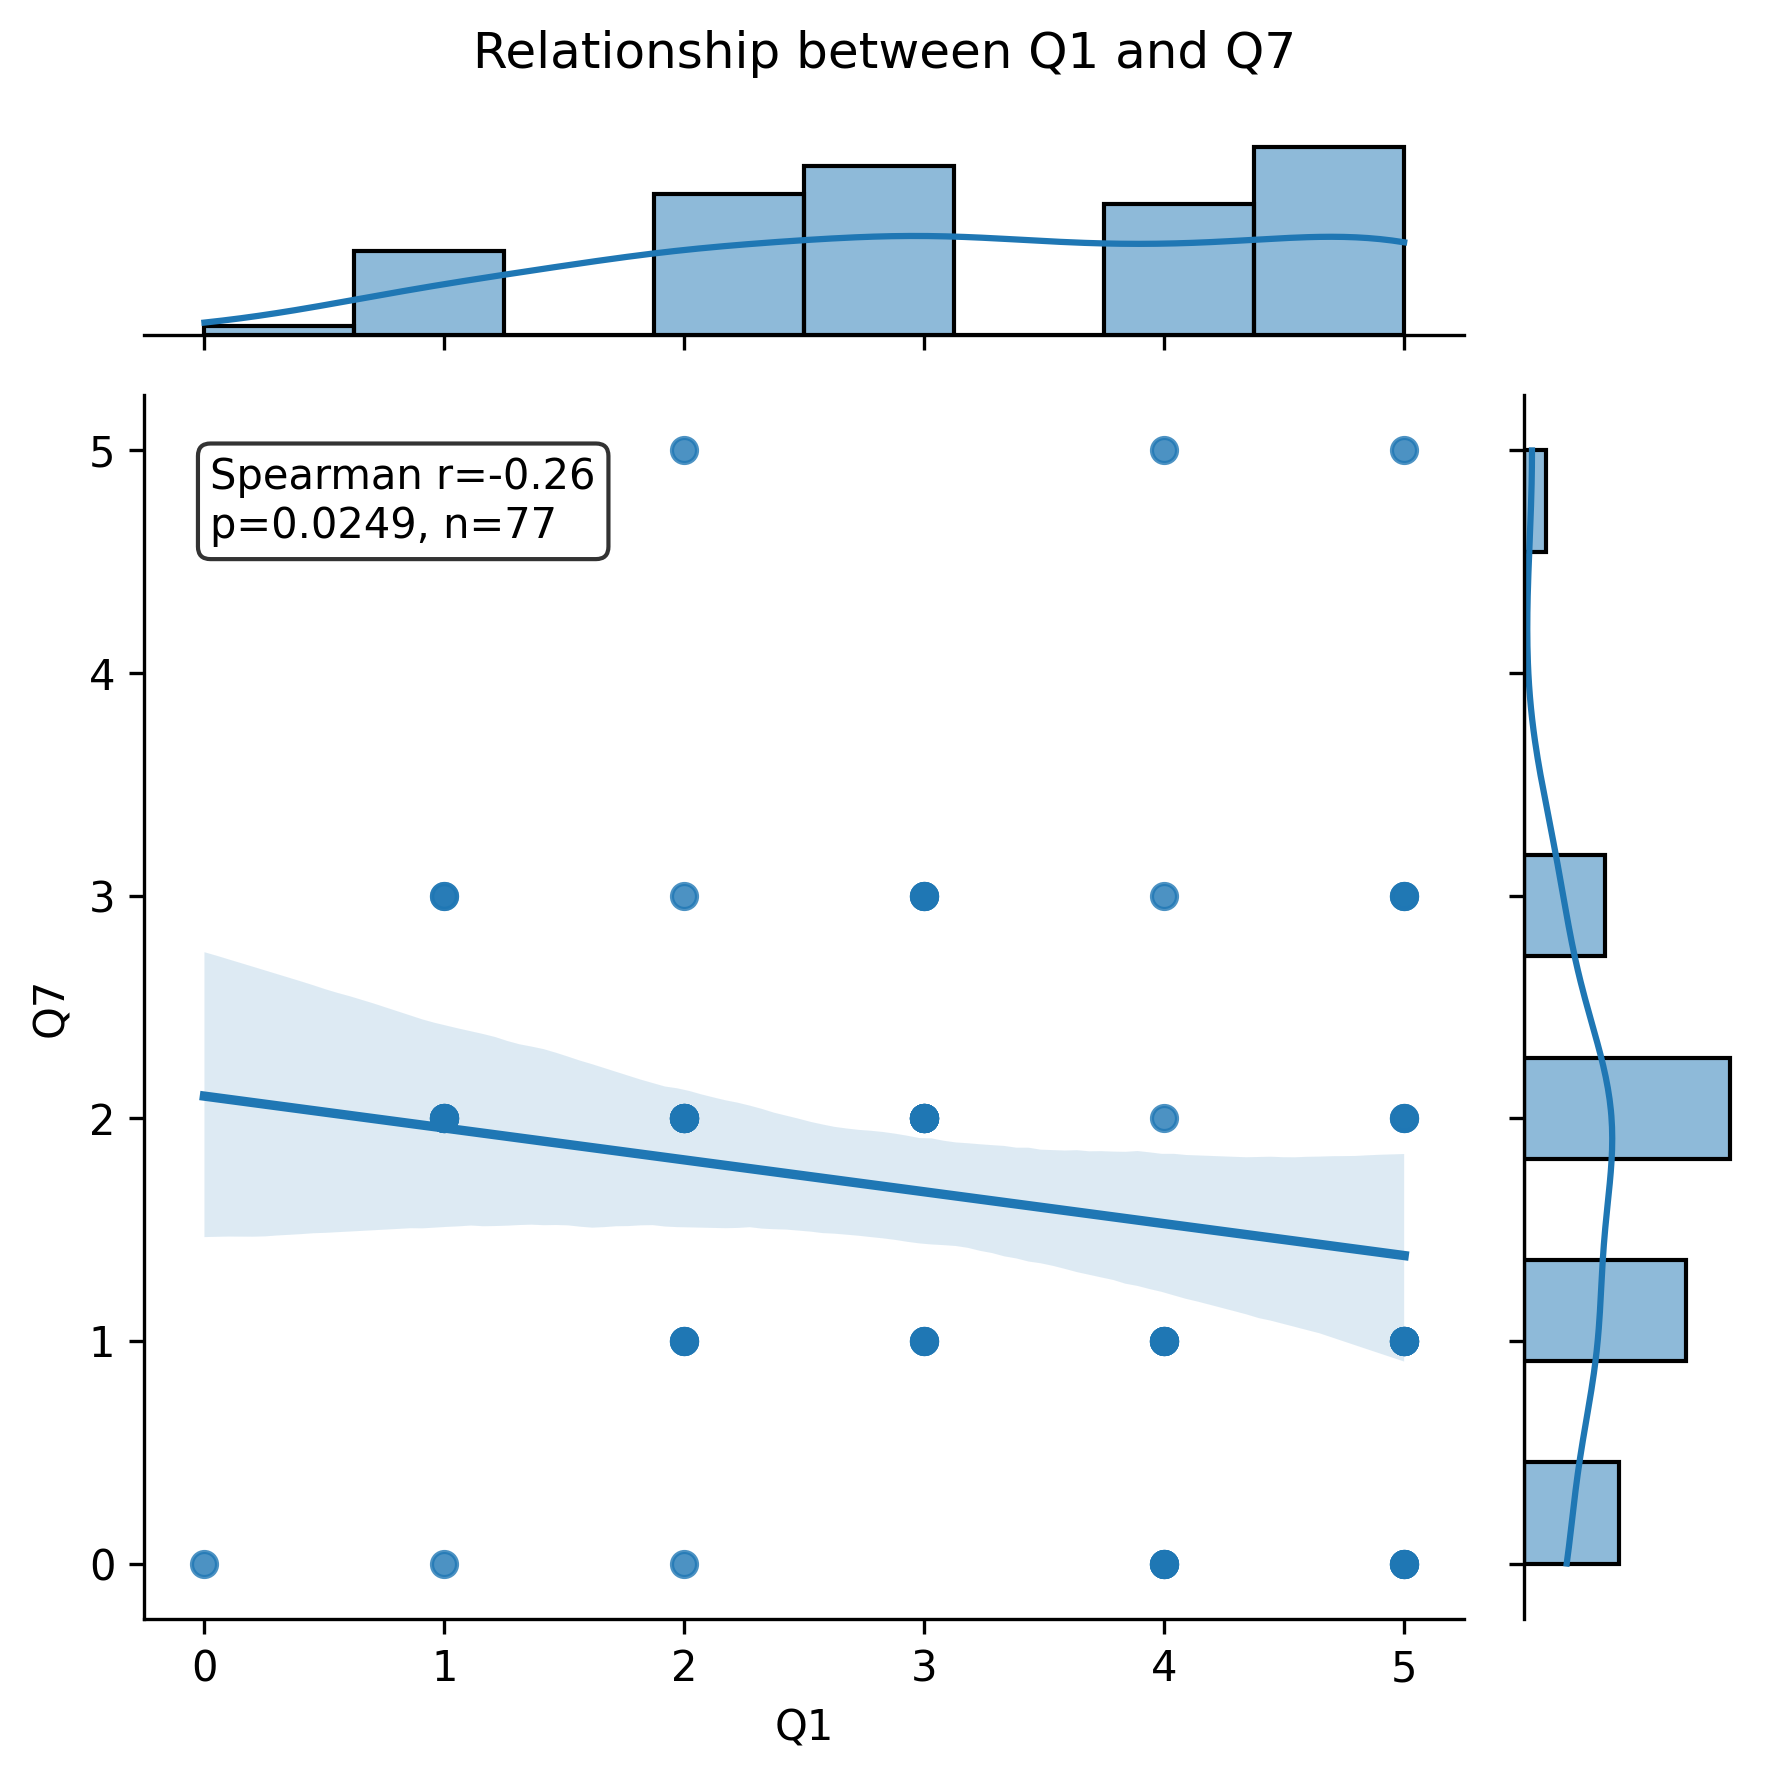 Relationship between Q1 and Q7
Spearman r=-0.26
p=0.0249, n=77
5
4
3
2
1
0
Q7
0 1 2 3 4 5
Q1